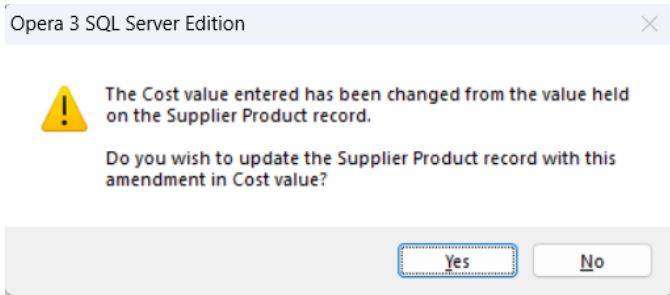 Opera 3 SQL Server Edition
The Cost value entered has been changed from the value held
on the Supplier Product record.
Do you wish to update the Supplier Product record with this
amendment in Cost value?
Yes
No